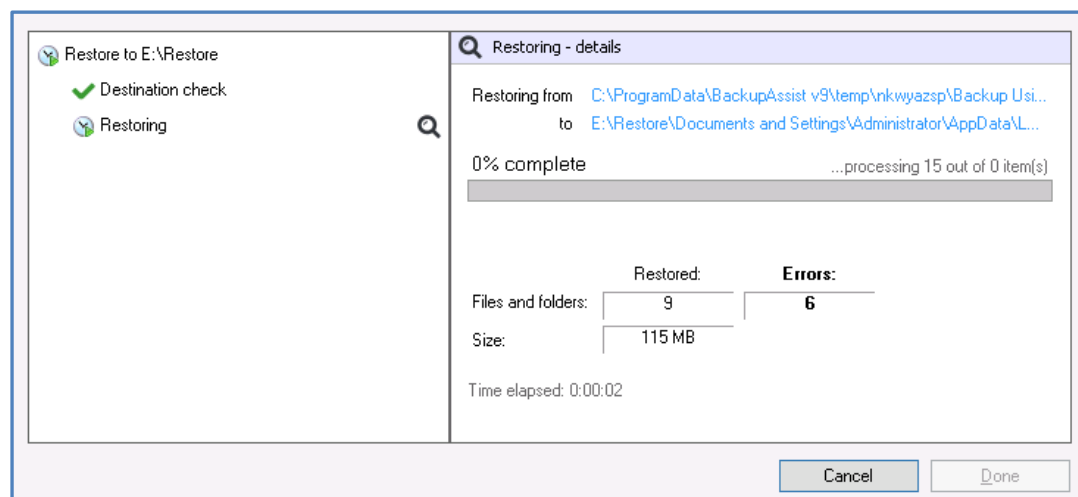 Restore to E:\Restore
Destination check
Restoring
Restoring - details
Restoring from C:\ProgramData\BackupAssist v9\temp\nkwyazsp\Backup Usi...
to E:\Restore\Documents and Settings\Administrator\AppData\L...
0% complete ...processing 15 out of 0 item(s)
Restored: Errors:
Files and folders: 9 6
Size: 115 MB
Time elapsed: 0:00:02
Cancel Done